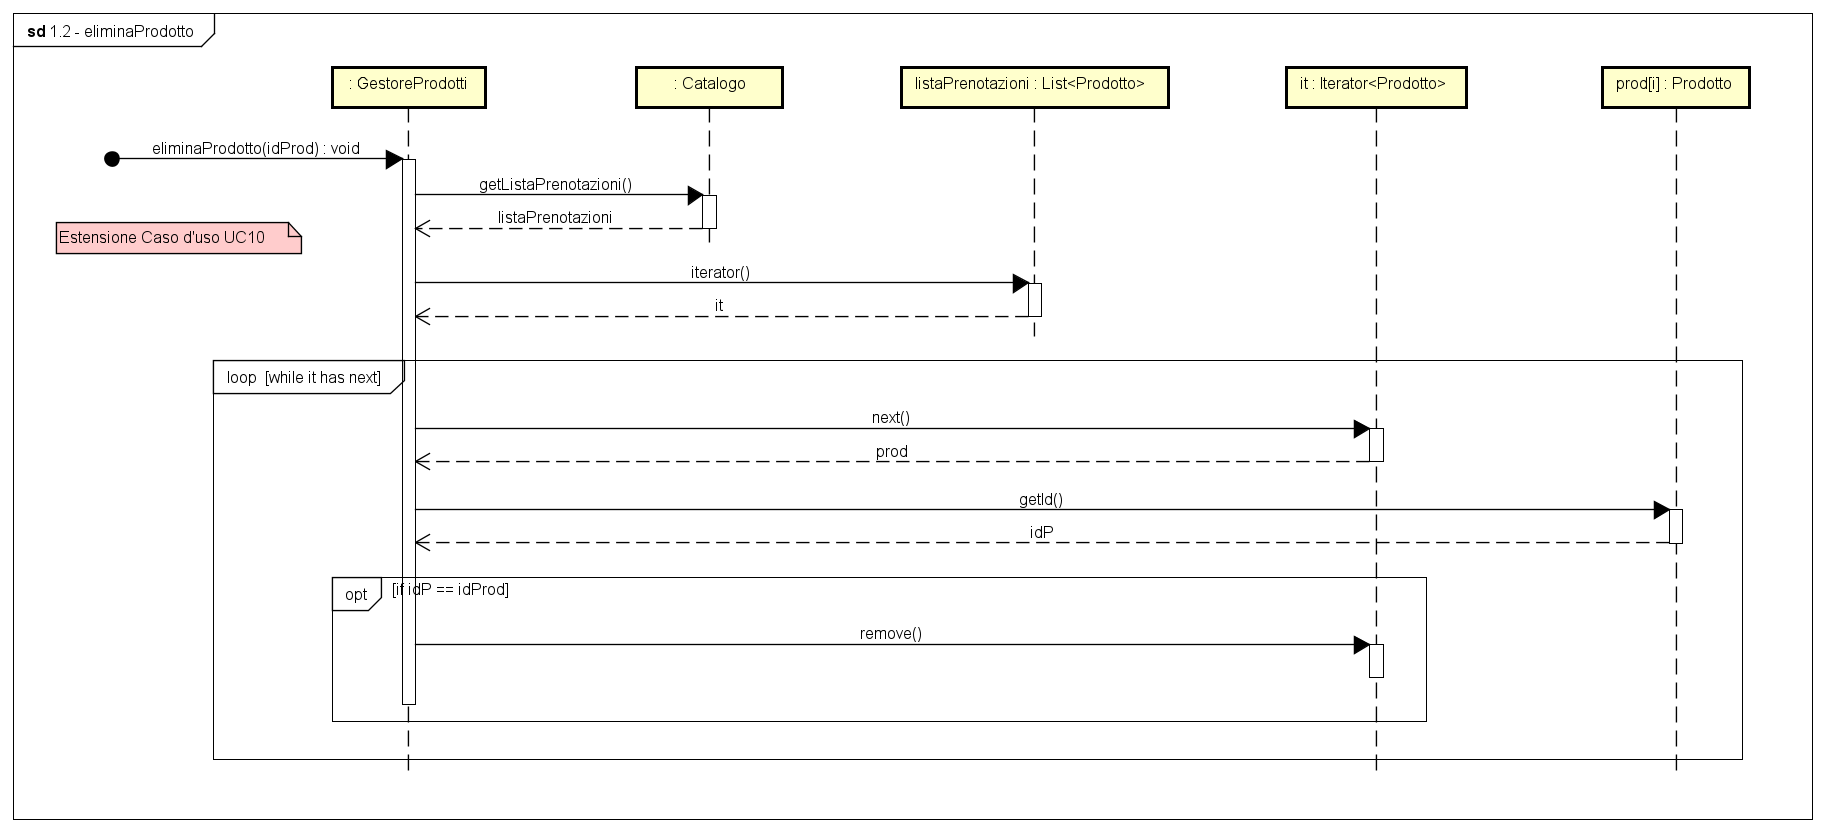 sd 1.2 - eliminaProdotto
: GestoreProdotti
: Catalogo
listaPrenotazioni : List<Prodotto>
it : Iterator<Prodotto>
prod[i] : Prodotto
eliminaProdotto(idProd) : void
getListaPrenotazioni()
listaPrenotazioni
Estensione Caso d'uso UC10
iterator()
it
loop [while it has next]
next()
prod
getId()
idP
opt [if idP == idProd]
remove()